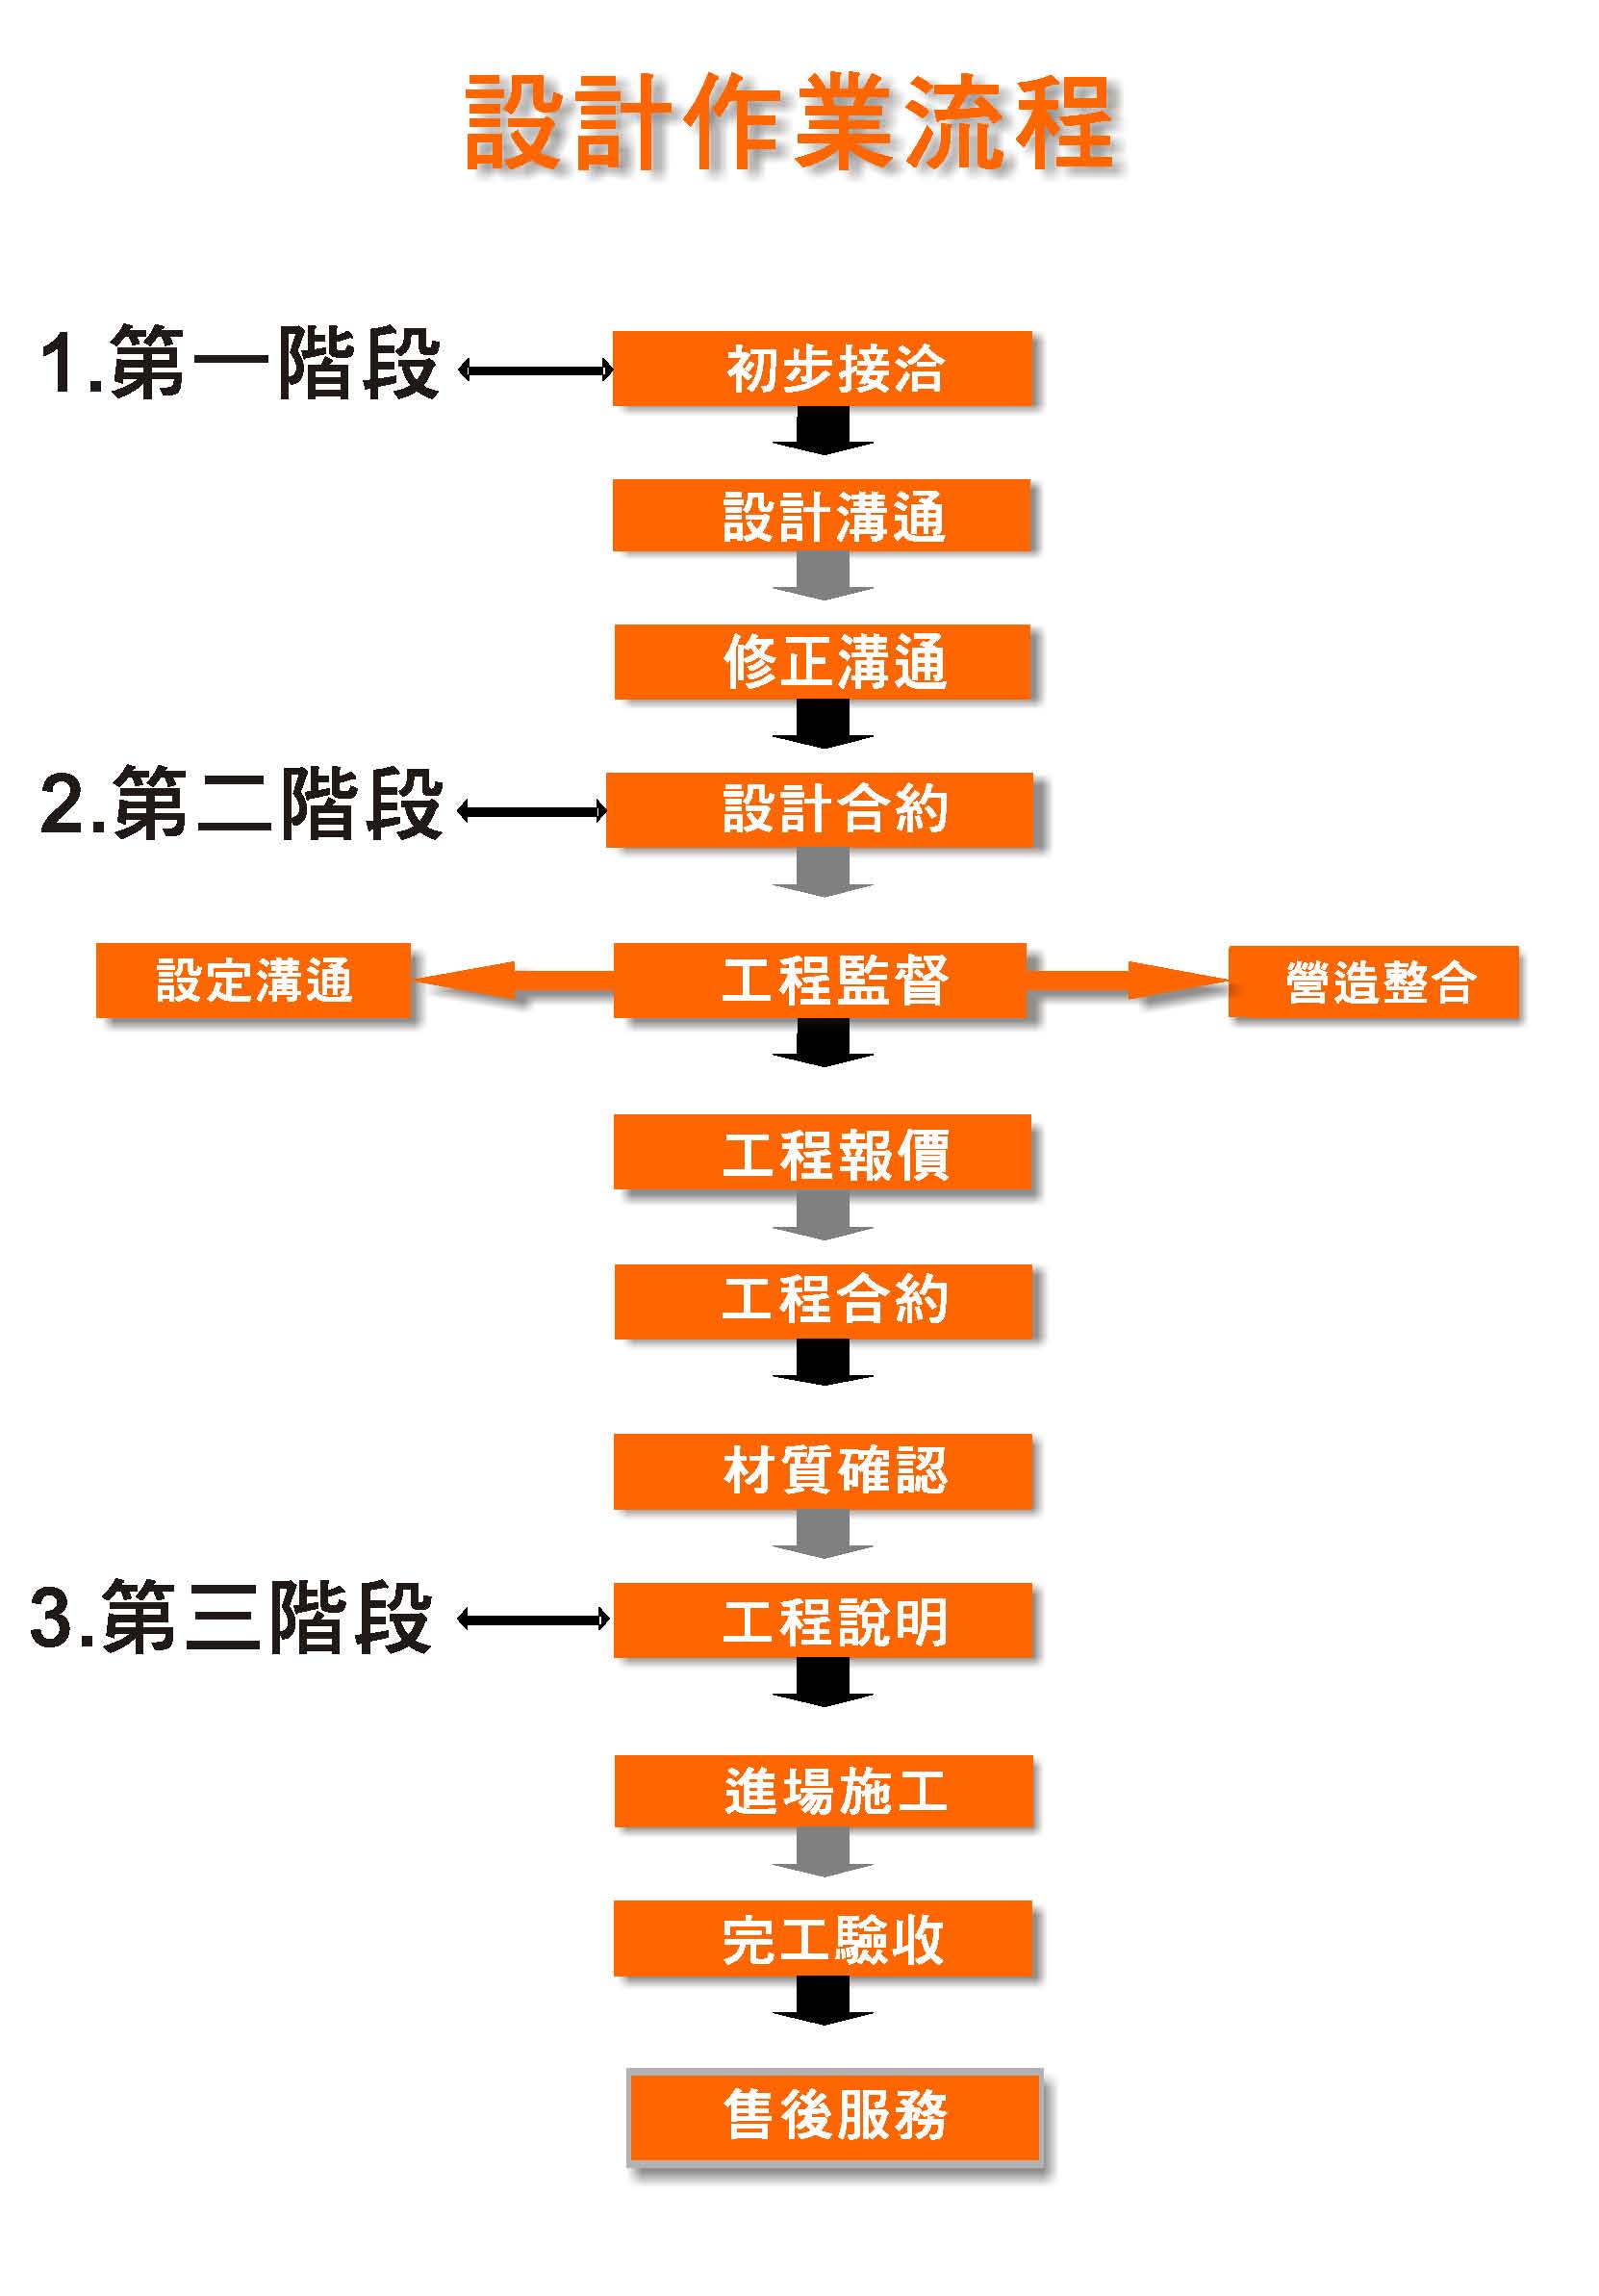 設計作業流程
1.第一階段
初步接洽
設計溝通
修正溝通
2.第二階段
設計合約
設定溝通
工程監督
營造整合
工程報價
工程合約
材質確認
3.第三階段
工程說明
進場施工
完工驗收
售後服務